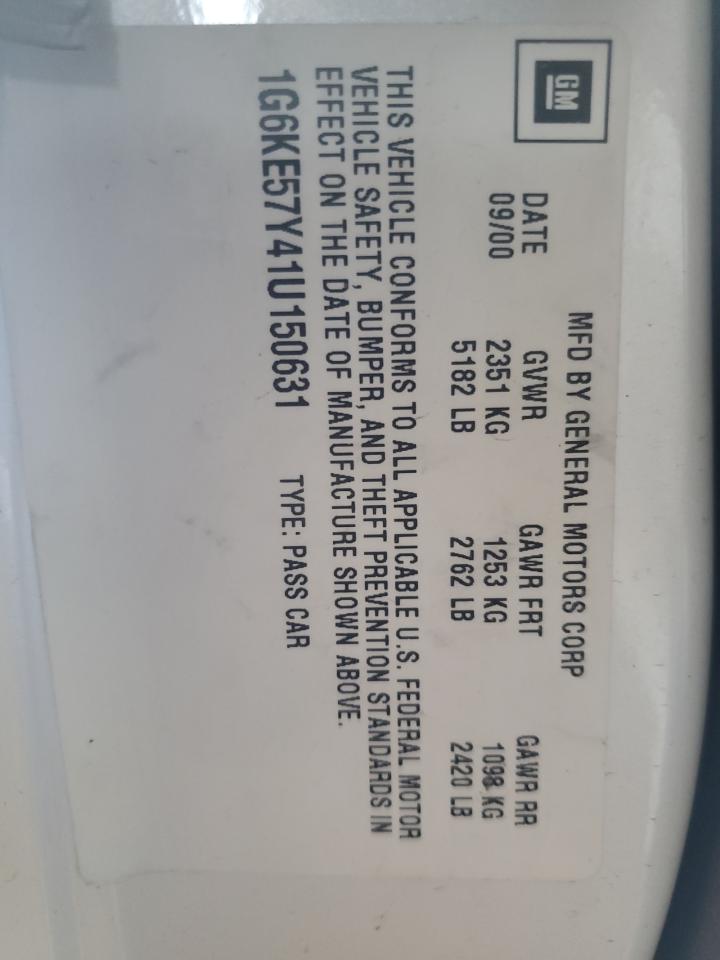 GM
MFD BY GENERAL MOTORS CORP
DATE GVWR GAWR FRT GAWR RR
09/00 2351 KG 1253 KG 1098 KG
5182 LB 2762 LB 2420 LB
THIS VEHICLE CONFORMS TO ALL APPLICABLE U.S. FEDERAL MOTOR
VEHICLE SAFETY, BUMPER, AND THEFT PREVENTION STANDARDS IN
EFFECT ON THE DATE OF MANUFACTURE SHOWN ABOVE.
1G6KE57Y41U150631 TYPE: PASS CAR